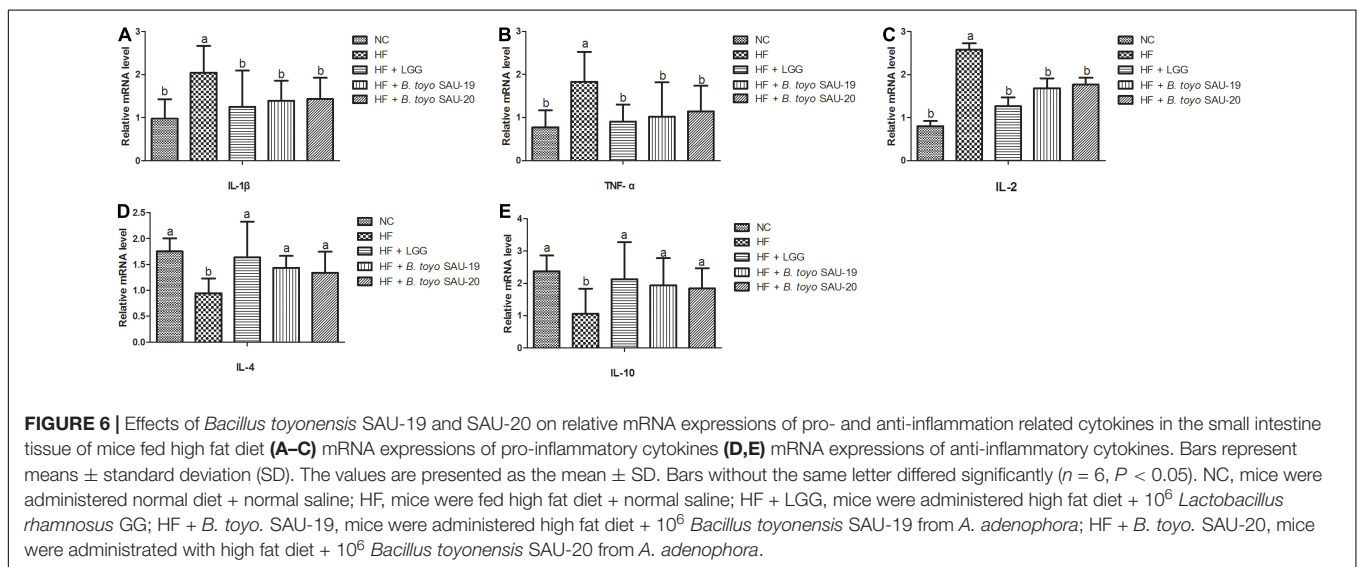 A
Relative mRNA level
3
2
1
0
b
a
b
b
b
IL-1β
NC
HF
HF + LGG
HF + B. toyo SAU-19
HF + B. toyo SAU-20
B
Relative mRNA level
3
2
1
0
b
a
b
b
b
TNF- α
NC
HF
HF + LGG
HF + B. toyo SAU-19
HF + B. toyo SAU-20
C
Relative mRNA level
3
2
1
0
b
a
b
b
b
IL-2
NC
HF
HF + LGG
HF + B. toyo SAU-19
HF + B. toyo SAU-20
D
Relative mRNA level
2.5
2.0
1.5
1.0
0.5
0.0
a
b
a
a
a
IL-4
NC
HF
HF + LGG
HF + B. toyo SAU-19
HF + B. toyo SAU-20
E
Relative mRNA level
4
3
2
1
0
a
b
a
a
a
IL-10
NC
HF
HF + LGG
HF + B. toyo SAU-19
HF + B. toyo SAU-20
FIGURE 6 | Effects of Bacillus toyonensis SAU-19 and SAU-20 on relative mRNA expressions of pro- and anti-inflammation related cytokines in the small intestine
tissue of mice fed high fat diet (A–C) mRNA expressions of pro-inflammatory cytokines (D,E) mRNA expressions of anti-inflammatory cytokines. Bars represent
means ± standard deviation (SD). The values are presented as the mean ± SD. Bars without the same letter differed significantly (n = 6, P < 0.05). NC, mice were
administered normal diet + normal saline; HF, mice were fed high fat diet + normal saline; HF + LGG, mice were administered high fat diet + 10⁶ Lactobacillus
rhamnosus GG; HF + B. toyo. SAU-19, mice were administered high fat diet + 10⁶ Bacillus toyonensis SAU-19 from A. adenophora; HF + B. toyo. SAU-20, mice
were administrated with high fat diet + 10⁶ Bacillus toyonensis SAU-20 from A. adenophora.